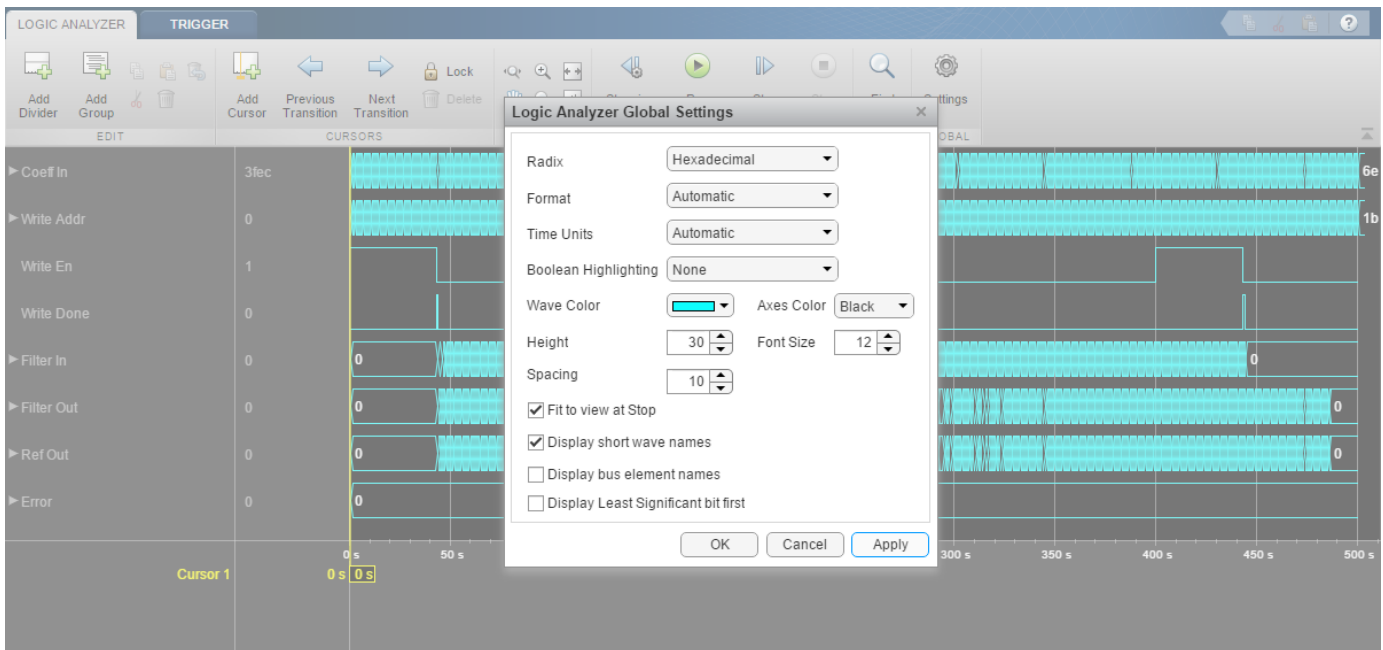 LOGIC ANALYZER TRIGGER
?
Lock
Delete
Add Divider
Add Group
Add Cursor
Previous Transition
Next Transition
EDIT
CURSORS
Logic Analyzer Global Settings
Radix Hexadecimal
Format Automatic
Time Units Automatic
Boolean Highlighting None
Wave Color Axes Color Black
Height 30 Font Size 12
Spacing 10
Fit to view at Stop
Display short wave names
Display bus element names
Display Least Significant bit first
OK Cancel Apply
Coeff In 3fec 6e
Write Addr 0 1b
Write En 1
Write Done 0
Filter In 0 0 0
Filter Out 0 0 0
Ref Out 0 0 0
Error 0 0
0 s 50 s 300 s 350 s 400 s 450 s 500 s
Cursor 1 0 s 0 s